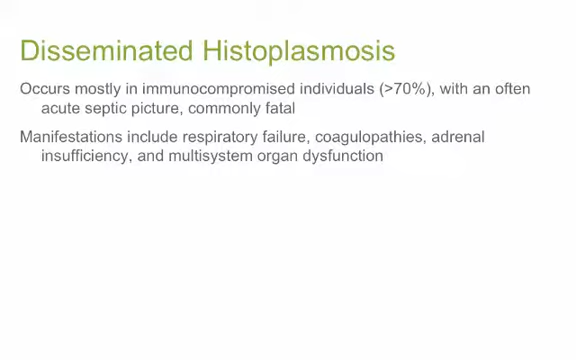 Disseminated Histoplasmosis
Occurs mostly in immunocompromised individuals (>70%), with an often
acute septic picture, commonly fatal
Manifestations include respiratory failure, coagulopathies, adrenal
insufficiency, and multisystem organ dysfunction